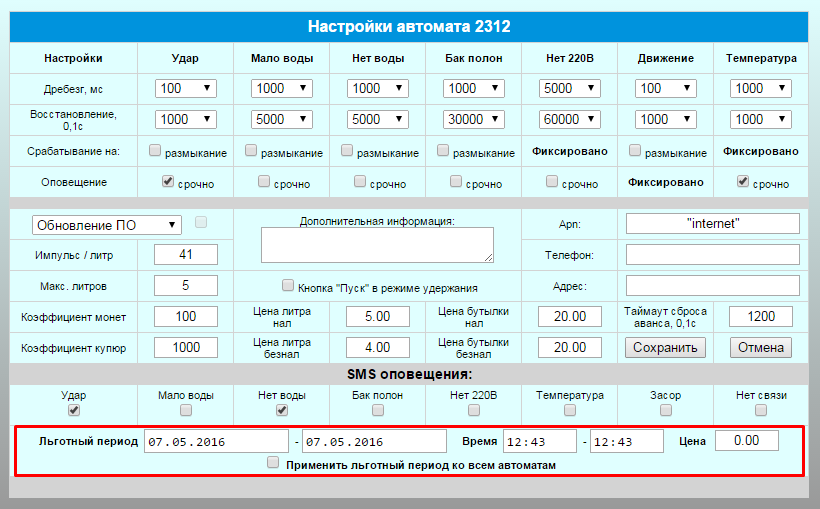 Настройки автомата 2312
Настройки Удар Мало воды Нет воды Бак полон Нет 220В Движение Температура
Дребезг, мс 100 1000 1000 1000 5000 100 1000
Восстановление, 0,1с 1000 5000 5000 30000 60000 1000 1000
Срабатывание на: размыкание размыкание размыкание размыкание Фиксировано размыкание Фиксировано
Оповещение срочно срочно срочно срочно срочно Фиксировано срочно
Обновление ПО Дополнительная информация: Apn: "internet"
Импульс / литр 41 Телефон:
Макс. литров 5 Кнопка "Пуск" в режиме удержания Адрес:
Коэффициент монет 100 Цена литра нал 5.00 Цена бутылки нал 20.00 Таймаут сброса аванса, 0,1с 1200
Коэффициент купюр 1000 Цена литра безнал 4.00 Цена бутылки безнал 20.00 Сохранить Отмена
SMS оповещения:
Удар Мало воды Нет воды Бак полон Нет 220В Температура Засор Нет связи
Льготный период 07.05.2016 - 07.05.2016 Время 12:43 - 12:43 Цена 0.00
Применить льготный период ко всем автоматам